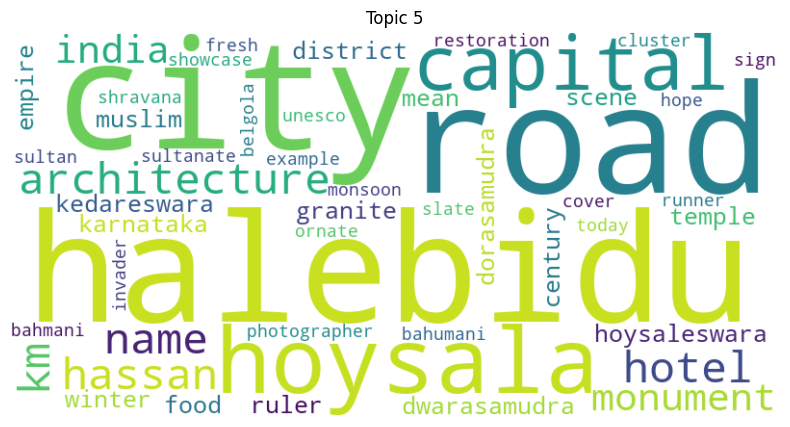 Topic 5
india
showcase
fresh
district
restoration
cluster
sign
empire
city
capital
shravana
muslim
belgola
unesco
mean
scene
hope
road
sultan
sultanate
example
architecture
monsoon
dorasamudra
kedareswara
granite
slate
cover
runner
karnataka
ornate
century
today
temple
halebidu
invader
bahmani
name
photographer
bahumani
hoysaleswara
km
hassan
hoysala
hotel
winter
food
ruler
dwarasamudra
monument